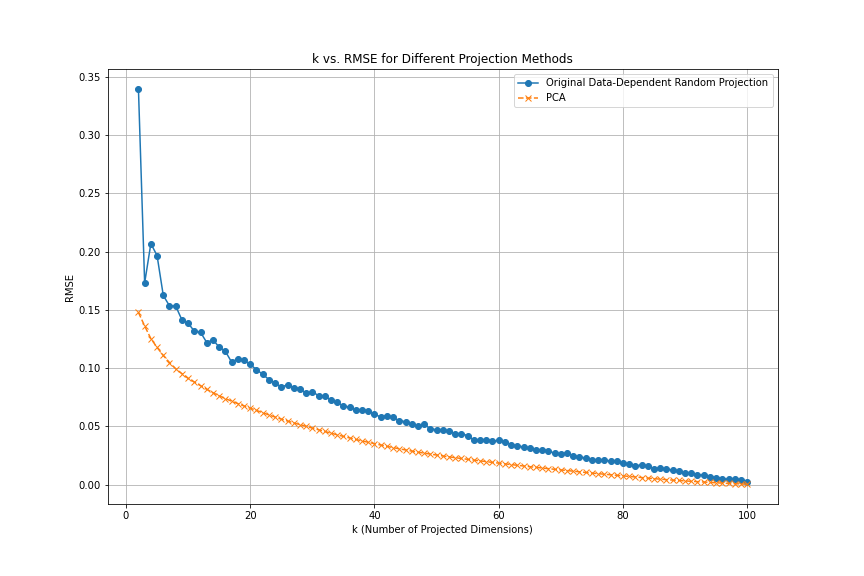 k vs. RMSE for Different Projection Methods
Original Data-Dependent Random Projection
PCA
0.35
0.30
0.25
0.20
0.15
0.10
0.05
0.00
RMSE
0 20 40 60 80 100
k (Number of Projected Dimensions)